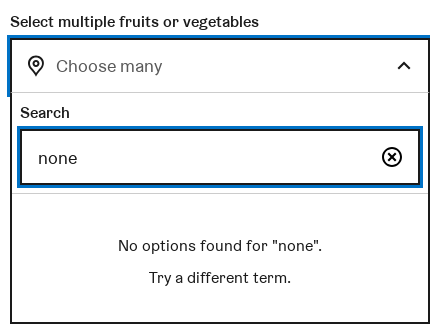 Select multiple fruits or vegetables
Choose many
Search
none
No options found for "none".
Try a different term.